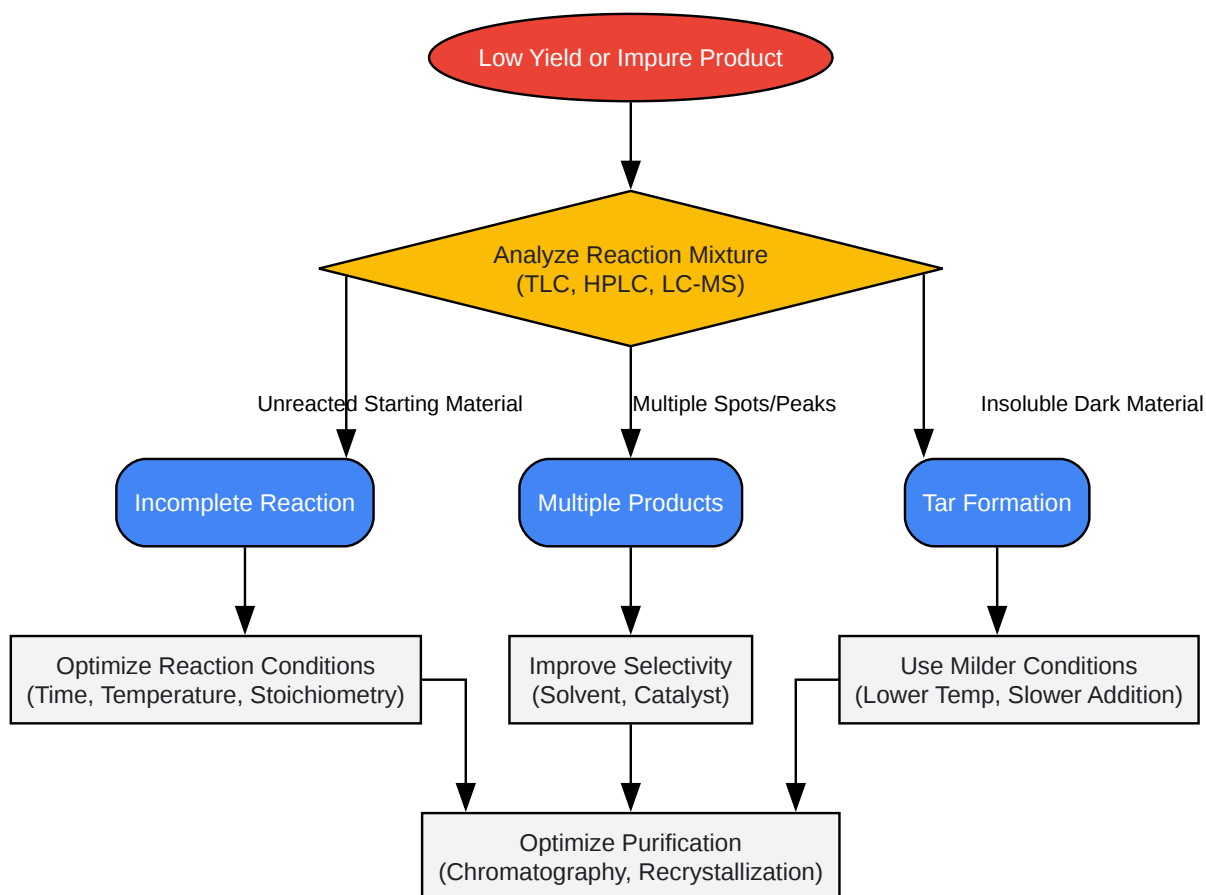 Low Yield or Impure Product
Analyze Reaction Mixture
(TLC, HPLC, LC-MS)
Unreacted Starting Material
Multiple Spots/Peaks
Insoluble Dark Material
Incomplete Reaction
Multiple Products
Tar Formation
Optimize Reaction Conditions
(Time, Temperature, Stoichiometry)
Improve Selectivity
(Solvent, Catalyst)
Use Milder Conditions
(Lower Temp, Slower Addition)
Optimize Purification
(Chromatography, Recrystallization)